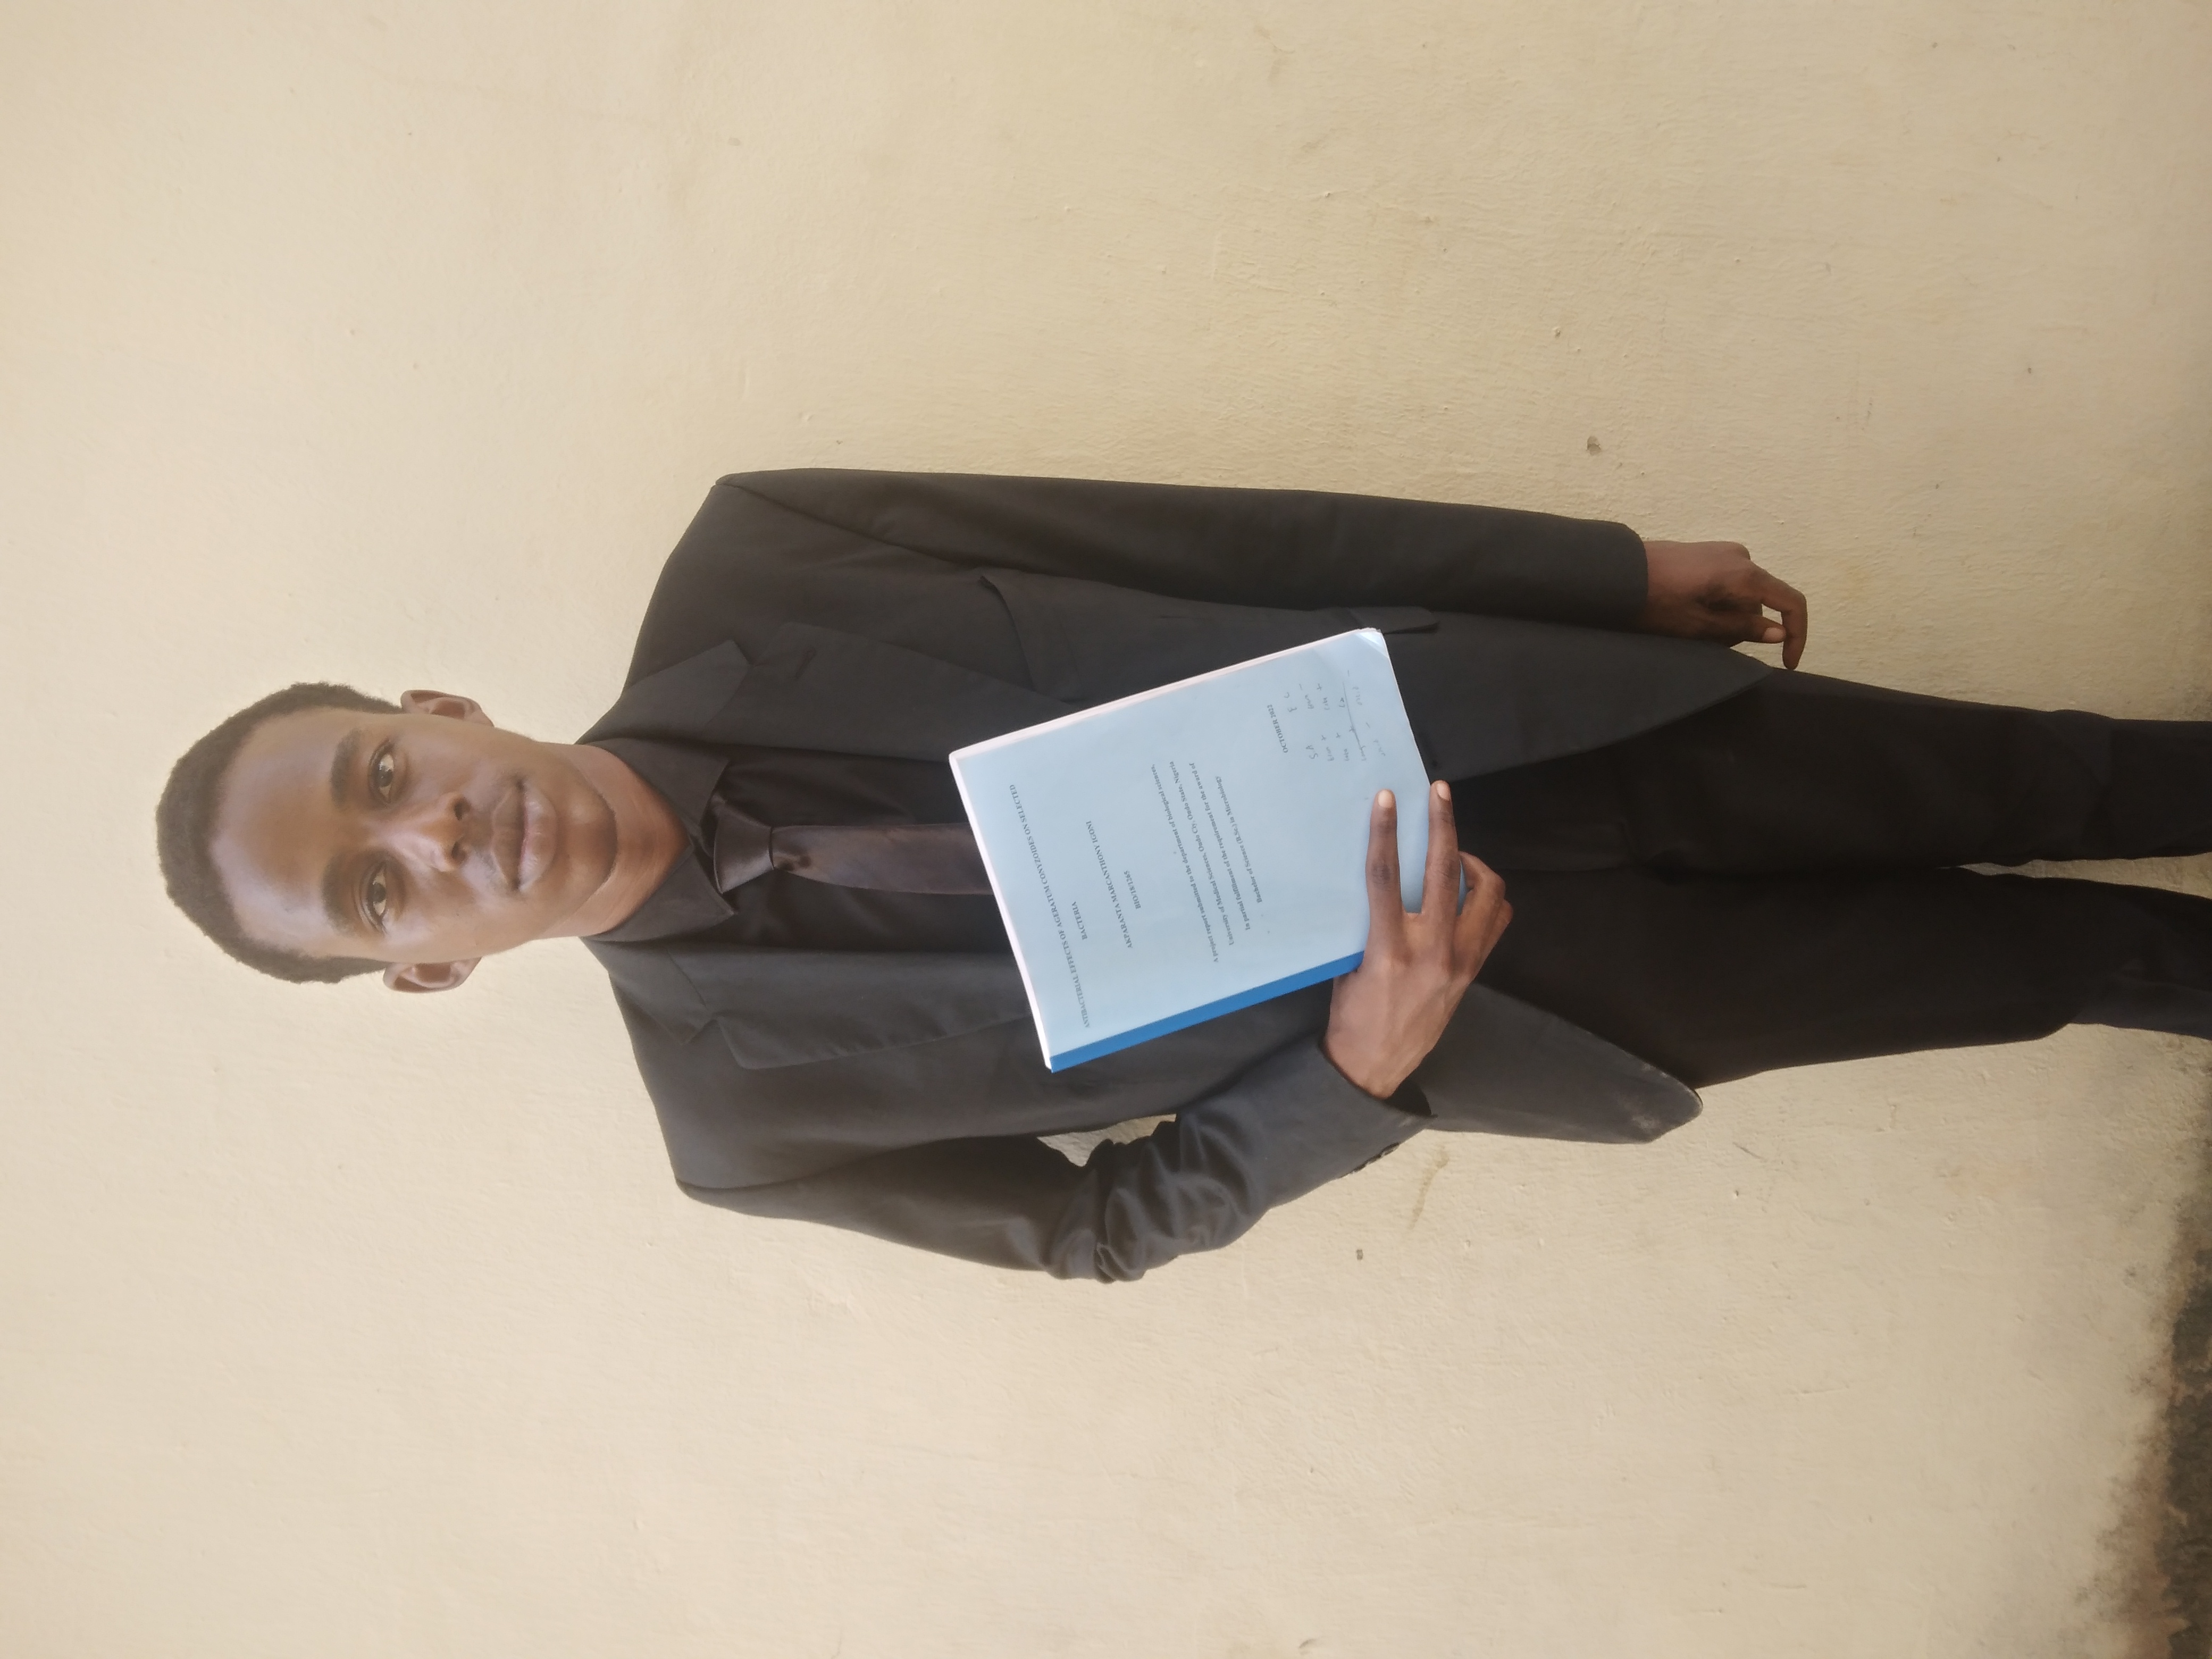 ANTIBACTERIAL EFFECTS OF AGERATUM CONYZOIDES ON SELECTED
BACTERIA
AKPARANTA MARCANTHONY IGONI
BIO/18/1265
A project report submitted to the department of biological sciences,
University of Medical Sciences, Ondo Ciy, Ondo State, Nigeria
In partial fulfillment of the requirement for the award of
Bachelor of Science (B.Sc.) in Microbiology
OCTOBER 2022